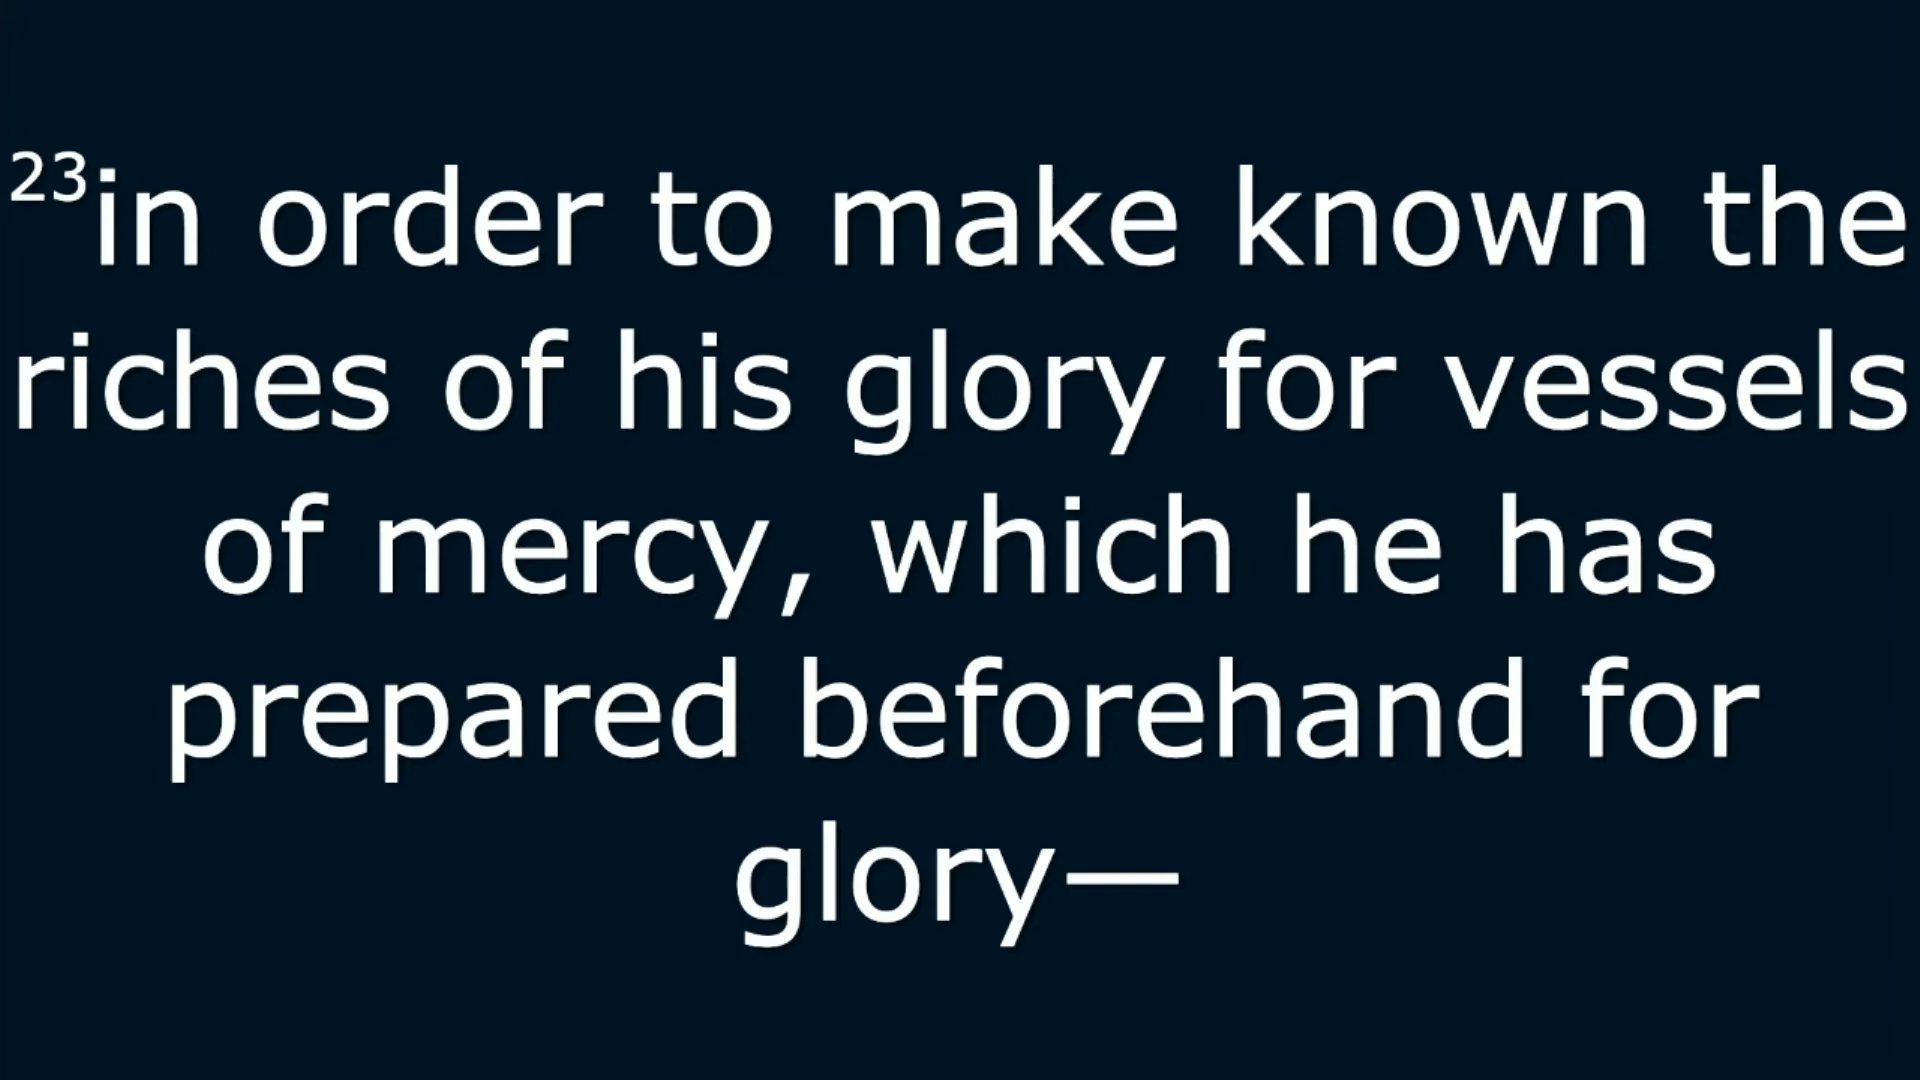 23in order to make known the
riches of his glory for vessels
of mercy, which he has
prepared beforehand for
glory—